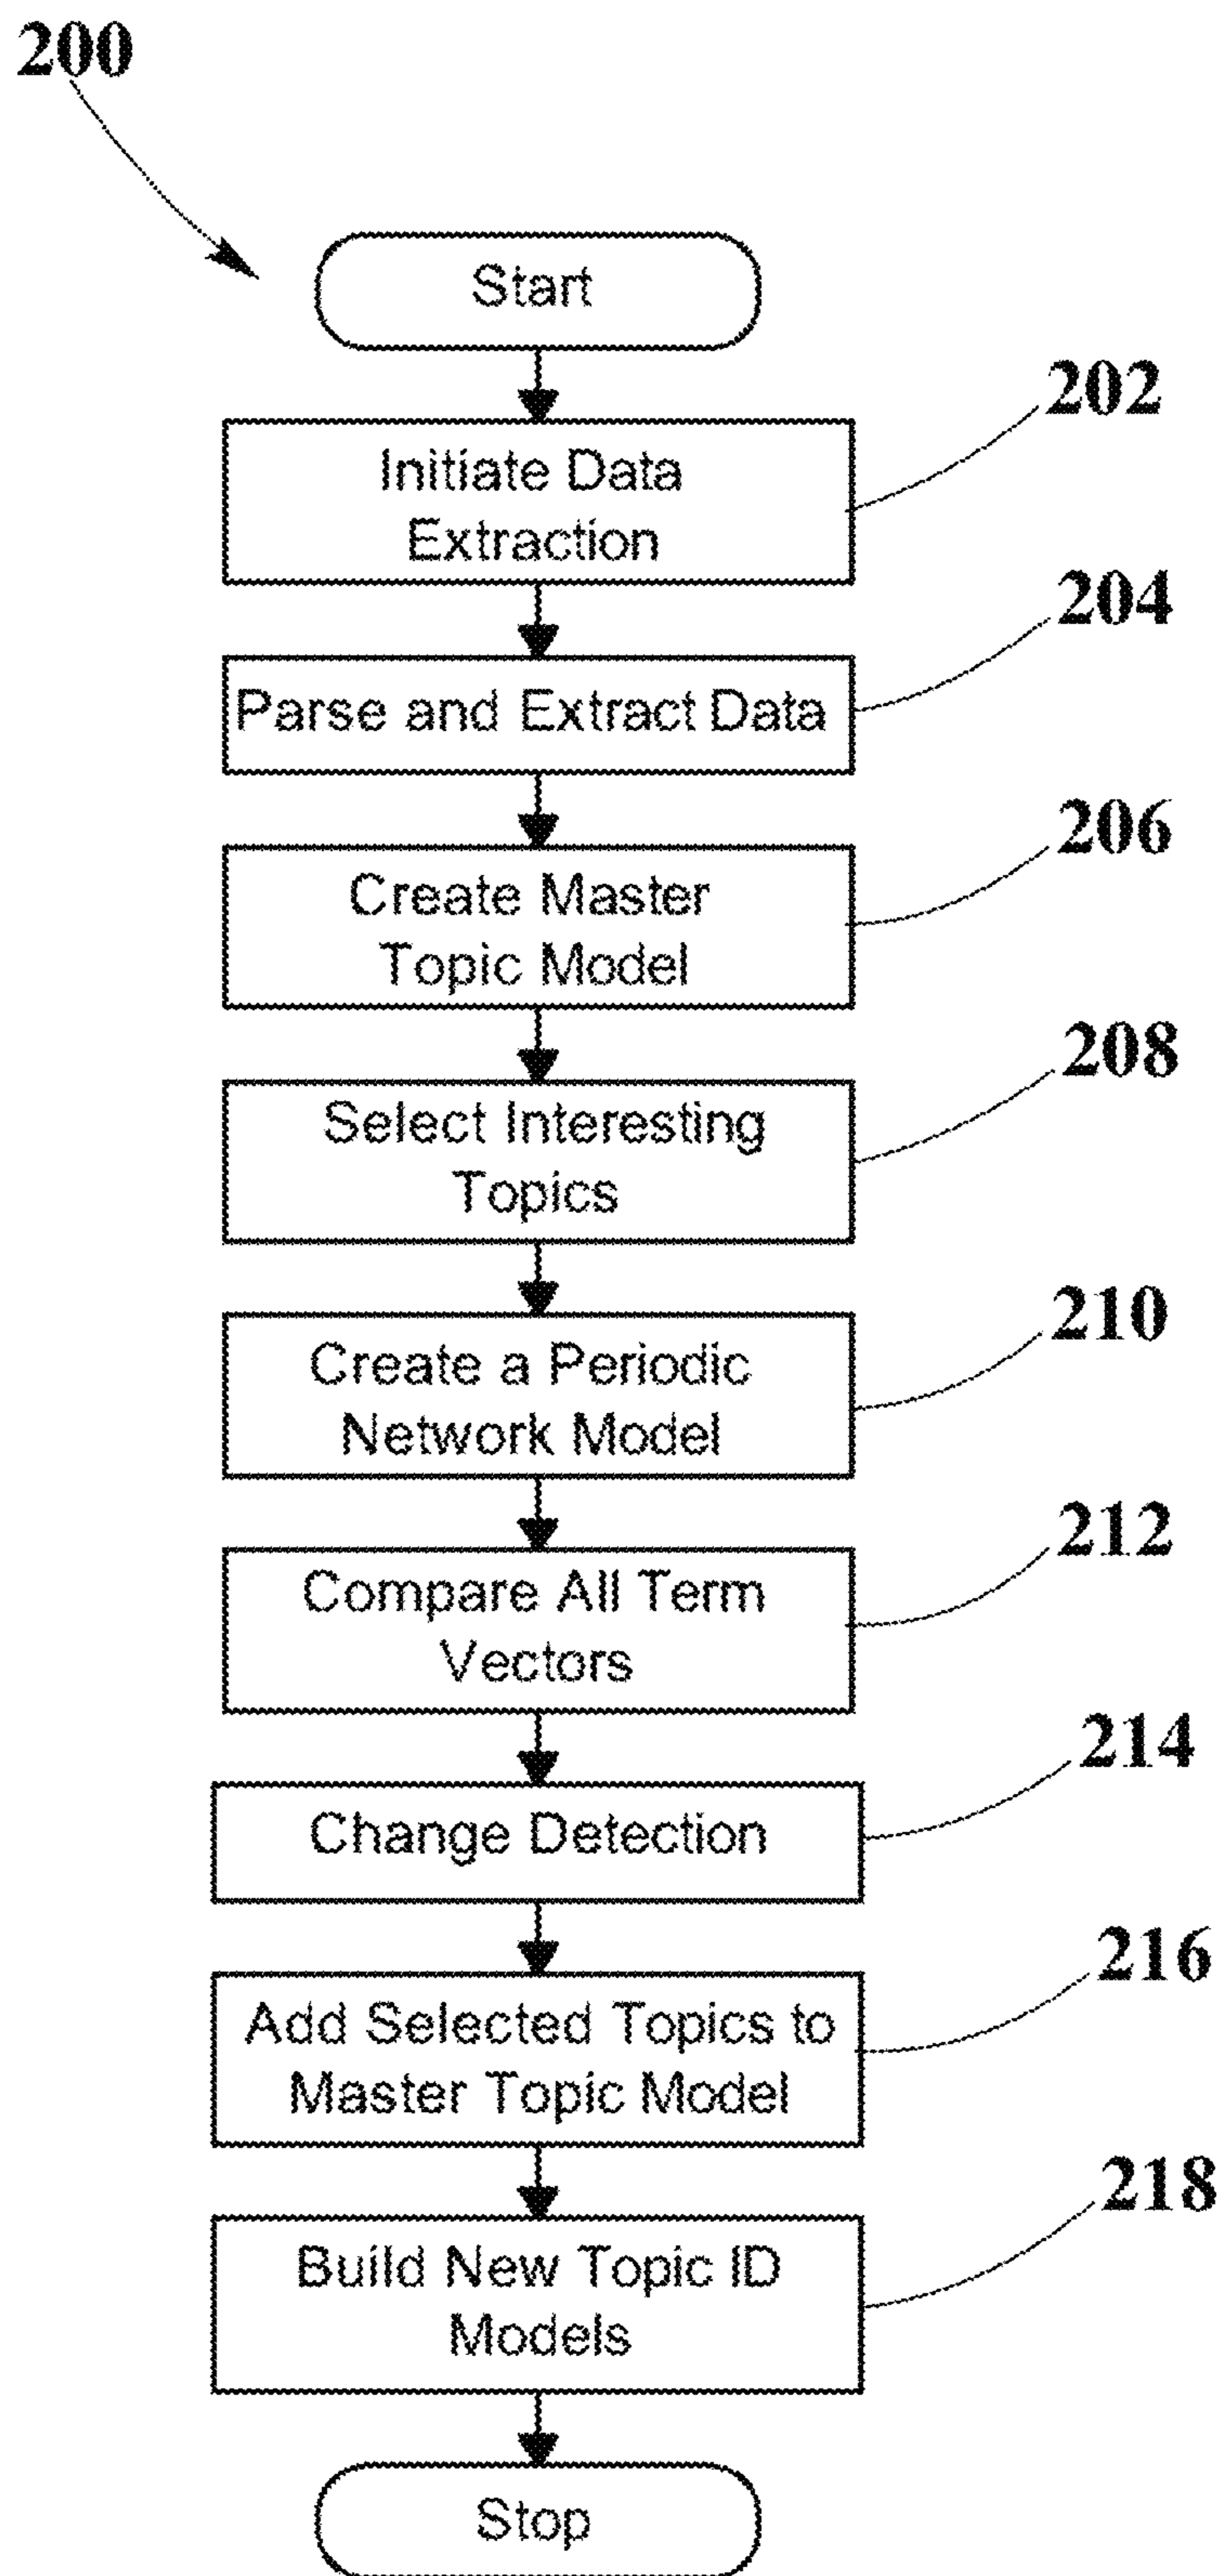 200
Start
202
Initiate Data
Extraction
204
Parse and Extract Data
206
Create Master
Topic Model
208
Select Interesting
Topics
210
Create a Periodic
Network Model
212
Compare All Term
Vectors
214
Change Detection
216
Add Selected Topics to
Master Topic Model
218
Build New Topic ID
Models
Stop